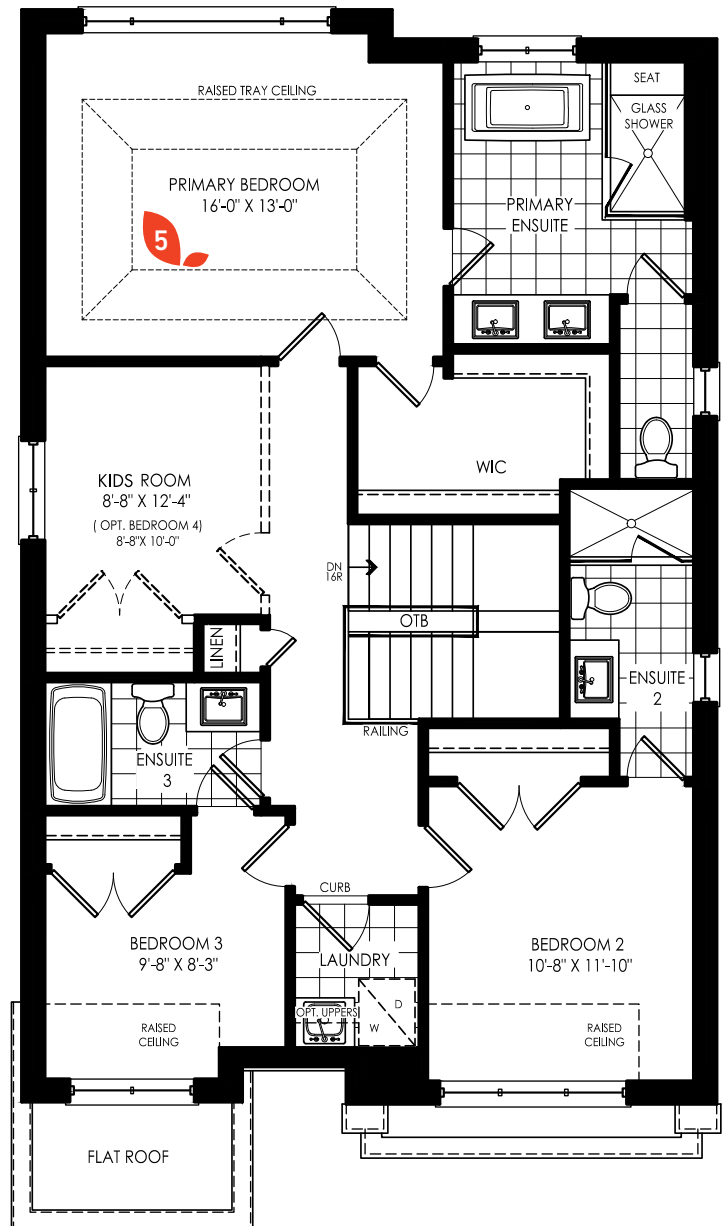 RAISED TRAY CEILING
PRIMARY BEDROOM
16'-0" X 13'-0"
5
SEAT
GLASS
SHOWER
PRIMARY
ENSUITE
WIC
KIDS ROOM
8'-8" X 12'-4"
( OPT. BEDROOM 4)
8'-8"X 10'-0"
DN
16R
OTB
LINEN
RAILING
ENSUITE
2
ENSUITE
3
CURB
BEDROOM 3
9'-8" X 8'-3"
LAUNDRY
OPT. UPPERS
D
W
BEDROOM 2
10'-8" X 11'-10"
RAISED
CEILING
RAISED
CEILING
FLAT ROOF